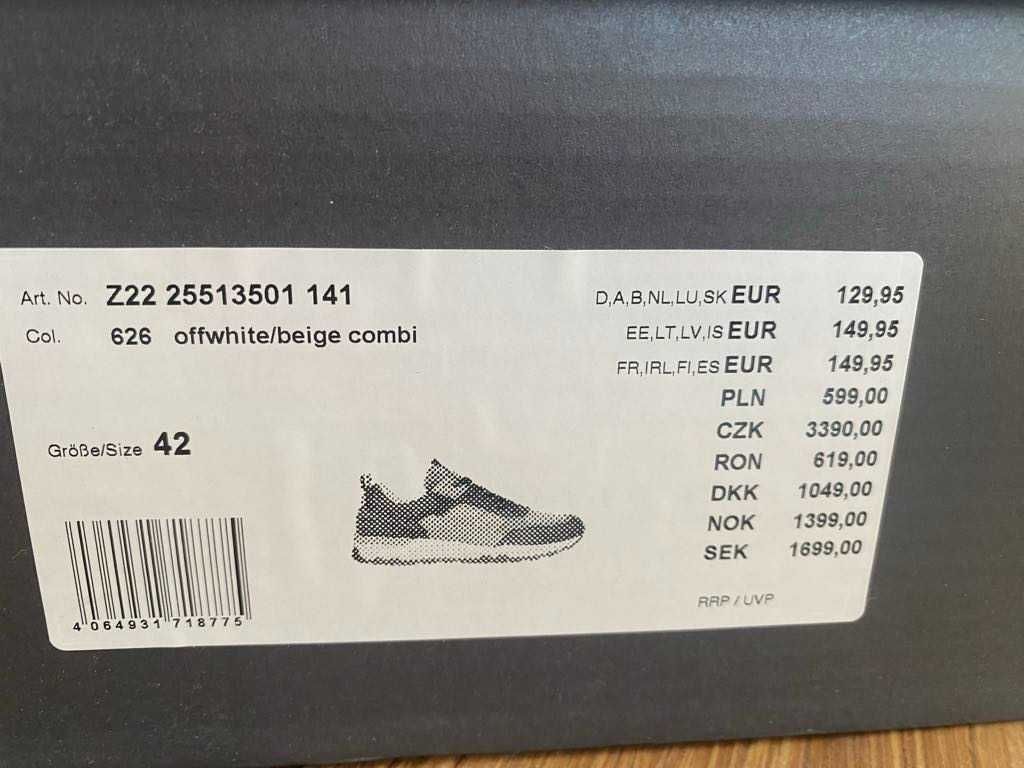 Art. No. Z22 25513501 141
Col. 626 offwhite/beige combi
Größe/Size 42
4 064931 718775
D,A,B,NL,LU,SK EUR 129,95
EE,LT,LV,IS EUR 149,95
FR,IRL,FI,ES EUR 149,95
PLN 599,00
CZK 3390,00
RON 619,00
DKK 1049,00
NOK 1399,00
SEK 1699,00
RRP / UVP